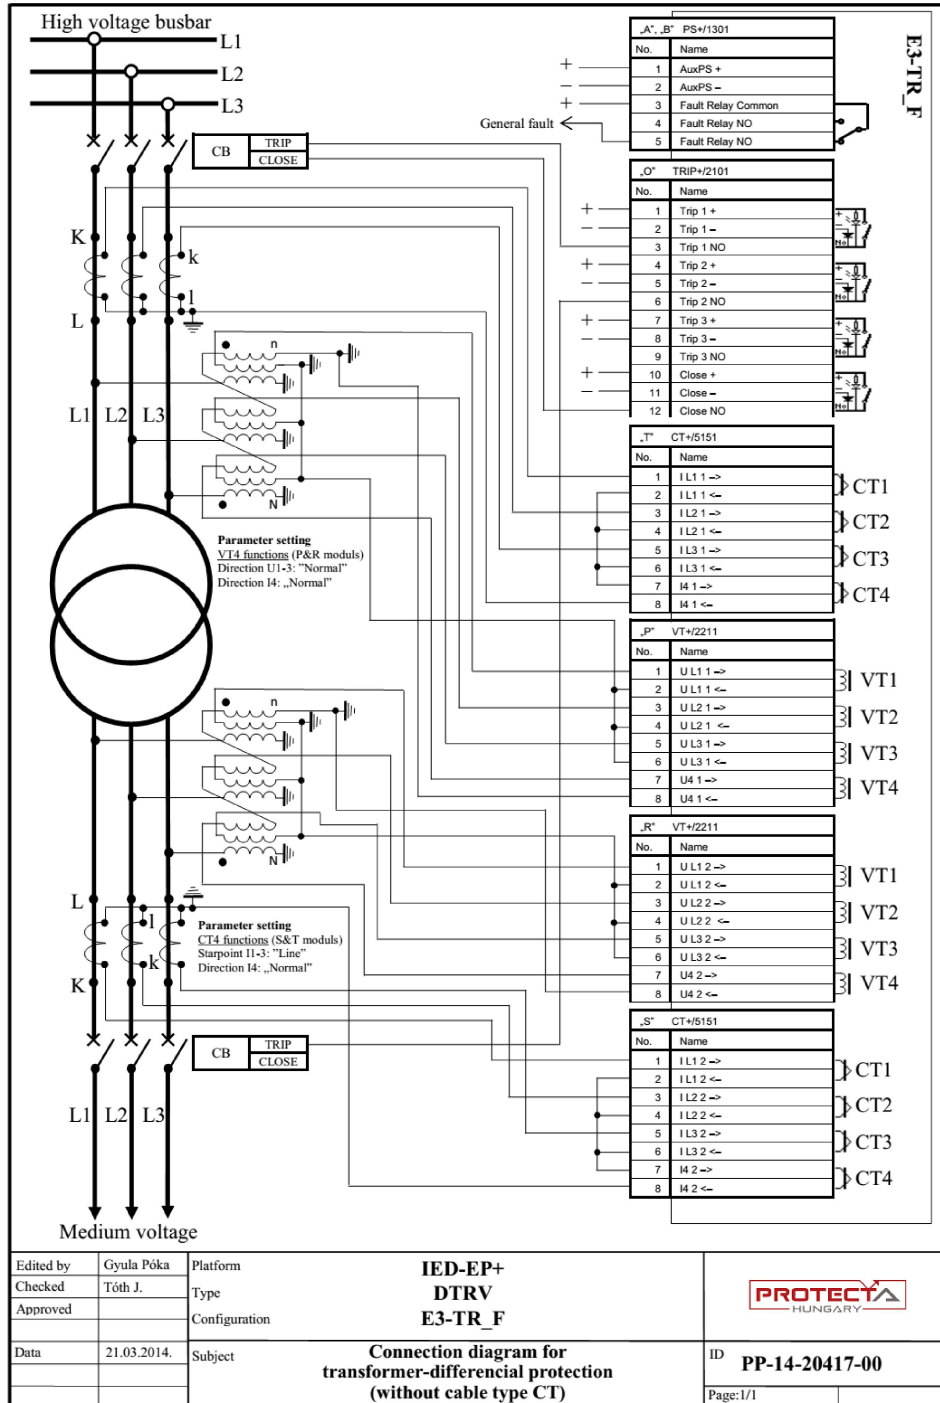 High voltage busbar
L1
L2
L3
CB
TRIP
CLOSE
K
k
l
L
n
L1 L2 L3
N
Parameter setting
VT4 functions (P&R moduls)
Direction U1-3: "Normal"
Direction I4: „Normal"
n
N
L
l
k
K
Parameter setting
CT4 functions (S&T moduls)
Starpoint I1-3: "Line"
Direction I4: „Normal"
CB
TRIP
CLOSE
L1 L2 L3
Medium voltage
E3-TR_F
General fault
+
−
+
„A", „B" PS+/1301
No. Name
1 AuxPS +
2 AuxPS −
3 Fault Relay Common
4 Fault Relay NO
5 Fault Relay NO
„O" TRIP+/2101
No. Name
+ 1 Trip 1 +
− 2 Trip 1 −
3 Trip 1 NO
+ 4 Trip 2 +
− 5 Trip 2 −
6 Trip 2 NO
+ 7 Trip 3 +
− 8 Trip 3 −
9 Trip 3 NO
+ 10 Close +
− 11 Close −
12 Close NO
„T" CT+/5151
No. Name
1 I L1 1 −>
2 I L1 1 <−
3 I L2 1 −>
4 I L2 1 <−
5 I L3 1 −>
6 I L3 1 <−
7 I4 1 −>
8 I4 1 <−
CT1
CT2
CT3
CT4
„P" VT+/2211
No. Name
1 U L1 1 −>
2 U L1 1 <−
3 U L2 1 −>
4 U L2 1 <−
5 U L3 1 −>
6 U L3 1 <−
7 U4 1 −>
8 U4 1 <−
VT1
VT2
VT3
VT4
„R" VT+/2211
No. Name
1 U L1 2 −>
2 U L1 2 <−
3 U L2 2 −>
4 U L2 2 <−
5 U L3 2 −>
6 U L3 2 <−
7 U4 2 −>
8 U4 2 <−
VT1
VT2
VT3
VT4
„S" CT+/5151
No. Name
1 I L1 2 −>
2 I L1 2 <−
3 I L2 2 −>
4 I L2 2 <−
5 I L3 2 −>
6 I L3 2 <−
7 I4 2 −>
8 I4 2 <−
CT1
CT2
CT3
CT4
Edited by Gyula Póka
Checked Tóth J.
Approved
Data 21.03.2014.
Platform IED-EP+
Type DTRV
Configuration E3-TR_F
Subject Connection diagram for
transformer-differencial protection
(without cable type CT)
PROTECTA
HUNGARY
ID PP-14-20417-00
Page:1/1